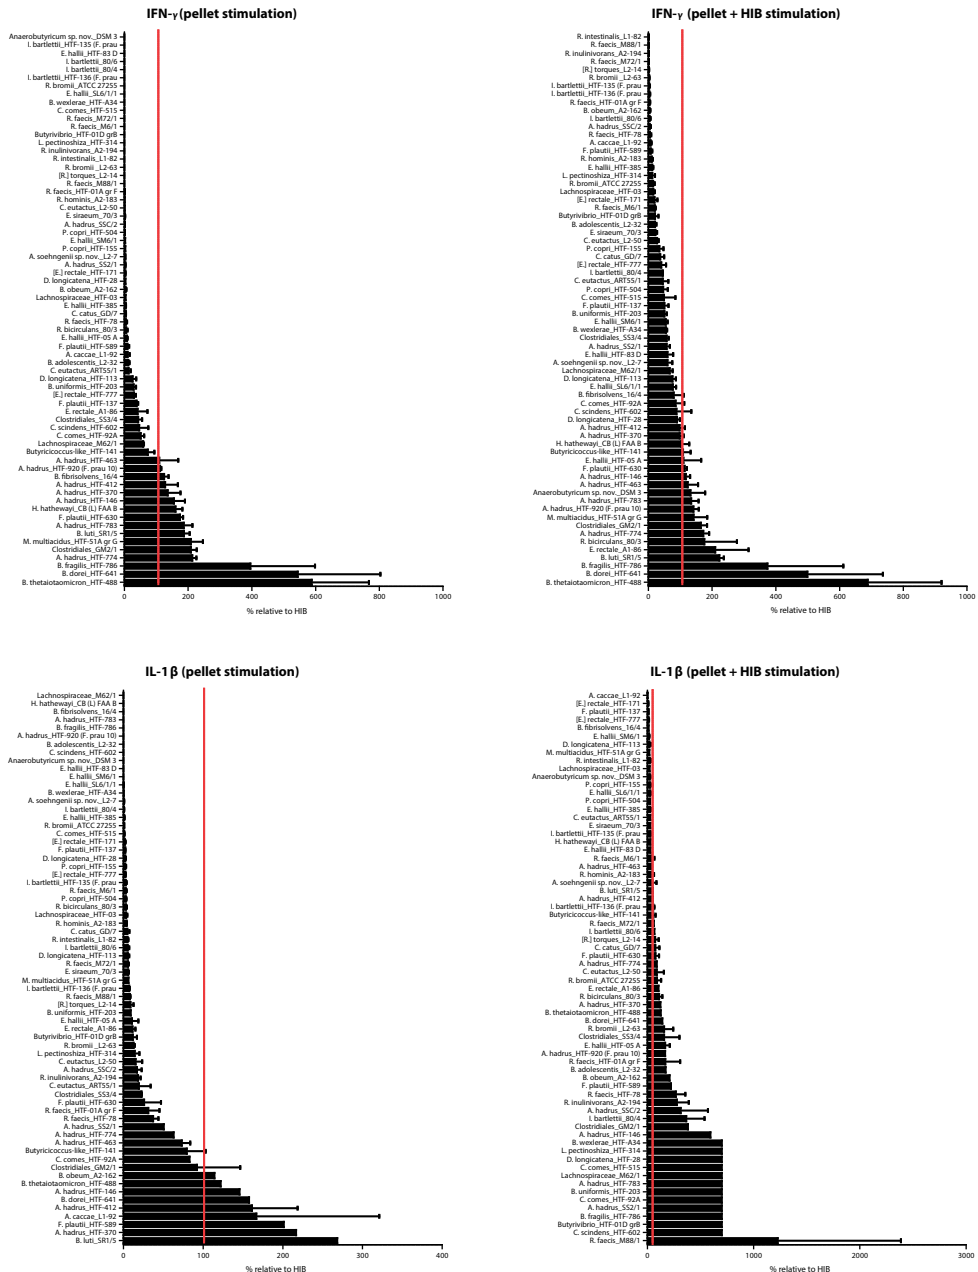 IFN-γ (pellet stimulation)
Anaerobutyricum sp. nov._DSM 3
I. bartlettii_HTF-135 (F. prau
E. hallii_HTF-83 D
I. bartlettii_80/6
I. bartlettii_80/4
I. bartlettii_HTF-136 (F. prau
R. bromii_ATCC 27255
E. hallii_SL6/1/1
B. wexlerae_HTF-A34
C. comes_HTF-515
R. faecis_M72/1
R. faecis_M6/1
Butyrivibrio_HTF-01D grB
L. pectinoshiza_HTF-314
R. inulinivorans_A2-194
R. intestinalis_L1-82
R. bromii_L2-63
[R.] torques_L2-14
R. faecis_M88/1
R. faecis_HTF-01A gr F
R. hominis_A2-183
C. eutactus_L2-50
E. siraeum_70/3
A. hadrus_SSC/2
P. copri_HTF-504
E. hallii_SM6/1
P. copri_HTF-155
A. soehngenii sp. nov._L2-7
A. hadrus_SS2/1
[E.] rectale_HTF-171
D. longicatena_HTF-28
B. obeum_A2-162
Lachnospiraceae_HTF-03
E. hallii_HTF-385
C. catus_GD/7
R. faecis_HTF-78
R. bicirculans_80/3
E. hallii_HTF-05 A
F. plautii_HTF-589
A. caccae_L1-92
B. adolescentis_L2-32
C. eutactus_ART55/1
D. longicatena_HTF-113
B. uniformis_HTF-203
[E.] rectale_HTF-777
F. plautii_HTF-137
E. rectale_A1-86
Clostridiales_SS3/4
C. scindens_HTF-602
C. comes_HTF-92A
Lachnospiraceae_M62/1
Butyricicoccus-like_HTF-141
A. hadrus_HTF-463
A. hadrus_HTF-920 (F. prau 10)
B. fibrisolvens_16/4
A. hadrus_HTF-412
A. hadrus_HTF-370
A. hadrus_HTF-146
H. hathewayi_CB (L) FAA B
F. plautii_HTF-630
A. hadrus_HTF-783
B. luti_SR1/5
M. multiacidus_HTF-51A gr G
Clostridiales_GM2/1
A. hadrus_HTF-774
B. fragilis_HTF-786
B. dorei_HTF-641
B. thetaiotaomicron_HTF-488
0 200 400 600 800 1000
% relative to HIB
IFN-γ (pellet + HIB stimulation)
R. intestinalis_L1-82
R. faecis_M88/1
R. inulinivorans_A2-194
R. faecis_M72/1
[R.] torques_L2-14
R. bromii_L2-63
I. bartlettii_HTF-135 (F. prau
I. bartlettii_HTF-136 (F. prau
R. faecis_HTF-01A gr F
B. obeum_A2-162
I. bartlettii_80/6
A. hadrus_SSC/2
R. faecis_HTF-78
A. caccae_L1-92
F. plautii_HTF-589
R. hominis_A2-183
E. hallii_HTF-385
L. pectinoshiza_HTF-314
R. bromii_ATCC 27255
Lachnospiraceae_HTF-03
[E.] rectale_HTF-171
R. faecis_M6/1
Butyrivibrio_HTF-01D grB
B. adolescentis_L2-32
E. siraeum_70/3
C. eutactus_L2-50
P. copri_HTF-155
C. catus_GD/7
[E.] rectale_HTF-777
I. bartlettii_80/4
C. eutactus_ART55/1
P. copri_HTF-504
C. comes_HTF-515
F. plautii_HTF-137
B. uniformis_HTF-203
E. hallii_SM6/1
B. wexlerae_HTF-A34
Clostridiales_SS3/4
A. hadrus_SS2/1
E. hallii_HTF-83 D
A. soehngenii sp. nov._L2-7
Lachnospiraceae_M62/1
D. longicatena_HTF-113
E. hallii_SL6/1/1
B. fibrisolvens_16/4
C. comes_HTF-92A
C. scindens_HTF-602
D. longicatena_HTF-28
A. hadrus_HTF-412
A. hadrus_HTF-370
H. hathewayi_CB (L) FAA B
Butyricicoccus-like_HTF-141
E. hallii_HTF-05 A
F. plautii_HTF-630
A. hadrus_HTF-146
A. hadrus_HTF-463
Anaerobutyricum sp. nov._DSM 3
A. hadrus_HTF-783
A. hadrus_HTF-920 (F. prau 10)
M. multiacidus_HTF-51A gr G
Clostridiales_GM2/1
A. hadrus_HTF-774
R. bicirculans_80/3
E. rectale_A1-86
B. luti_SR1/5
B. fragilis_HTF-786
B. dorei_HTF-641
B. thetaiotaomicron_HTF-488
0 200 400 600 800 1000
% relative to HIB
IL-1β (pellet stimulation)
Lachnospiraceae_M62/1
H. hathewayi_CB (L) FAA B
B. fibrisolvens_16/4
A. hadrus_HTF-783
B. fragilis_HTF-786
A. hadrus_HTF-920 (F. prau 10)
B. adolescentis_L2-32
C. scindens_HTF-602
Anaerobutyricum sp. nov._DSM 3
E. hallii_HTF-83 D
E. hallii_SM6/1
E. hallii_SL6/1/1
B. wexlerae_HTF-A34
A. soehngenii sp. nov._L2-7
I. bartlettii_80/4
E. hallii_HTF-385
R. bromii_ATCC 27255
C. comes_HTF-515
[E.] rectale_HTF-171
F. plautii_HTF-137
D. longicatena_HTF-28
P. copri_HTF-155
[E.] rectale_HTF-777
I. bartlettii_HTF-135 (F. prau
R. faecis_M6/1
P. copri_HTF-504
R. bicirculans_80/3
Lachnospiraceae_HTF-03
R. hominis_A2-183
C. catus_GD/7
R. intestinalis_L1-82
I. bartlettii_80/6
D. longicatena_HTF-113
R. faecis_M72/1
E. siraeum_70/3
M. multiacidus_HTF-51A gr G
I. bartlettii_HTF-136 (F. prau
R. faecis_M88/1
[R.] torques_L2-14
B. uniformis_HTF-203
E. hallii_HTF-05 A
E. rectale_A1-86
Butyrivibrio_HTF-01D grB
R. bromii_L2-63
L. pectinoshiza_HTF-314
C. eutactus_L2-50
A. hadrus_SSC/2
R. inulinivorans_A2-194
C. eutactus_ART55/1
Clostridiales_SS3/4
F. plautii_HTF-630
R. faecis_HTF-01A gr F
R. faecis_HTF-78
A. hadrus_SS2/1
A. hadrus_HTF-774
A. hadrus_HTF-463
Butyricicoccus-like_HTF-141
C. comes_HTF-92A
Clostridiales_GM2/1
B. obeum_A2-162
B. thetaiotaomicron_HTF-488
A. hadrus_HTF-146
B. dorei_HTF-641
A. hadrus_HTF-412
A. caccae_L1-92
F. plautii_HTF-589
A. hadrus_HTF-370
B. luti_SR1/5
0 100 200 300 400
% relative to HIB
IL-1β (pellet + HIB stimulation)
A. caccae_L1-92
[E.] rectale_HTF-171
F. plautii_HTF-137
[E.] rectale_HTF-777
B. fibrisolvens_16/4
E. hallii_SM6/1
D. longicatena_HTF-113
M. multiacidus_HTF-51A gr G
R. intestinalis_L1-82
Lachnospiraceae_HTF-03
Anaerobutyricum sp. nov._DSM 3
P. copri_HTF-155
E. hallii_SL6/1/1
P. copri_HTF-504
E. hallii_HTF-385
C. eutactus_ART55/1
E. siraeum_70/3
I. bartlettii_HTF-135 (F. prau
H. hathewayi_CB (L) FAA B
E. hallii_HTF-83 D
R. faecis_M6/1
A. hadrus_HTF-463
R. hominis_A2-183
A. soehngenii sp. nov._L2-7
B. luti_SR1/5
A. hadrus_HTF-412
I. bartlettii_HTF-136 (F. prau
Butyricicoccus-like_HTF-141
R. faecis_M72/1
I. bartlettii_80/6
[R.] torques_L2-14
C. catus_GD/7
F. plautii_HTF-630
A. hadrus_HTF-774
C. eutactus_L2-50
R. bromii_ATCC 27255
E. rectale_A1-86
R. bicirculans_80/3
A. hadrus_HTF-370
B. thetaiotaomicron_HTF-488
B. dorei_HTF-641
R. bromii_L2-63
Clostridiales_SS3/4
E. hallii_HTF-05 A
A. hadrus_HTF-920 (F. prau 10)
R. faecis_HTF-01A gr F
B. adolescentis_L2-32
B. obeum_A2-162
F. plautii_HTF-589
R. faecis_HTF-78
R. inulinivorans_A2-194
A. hadrus_SSC/2
I. bartlettii_80/4
Clostridiales_GM2/1
A. hadrus_HTF-146
B. wexlerae_HTF-A34
L. pectinoshiza_HTF-314
D. longicatena_HTF-28
C. comes_HTF-515
Lachnospiraceae_M62/1
A. hadrus_HTF-783
B. uniformis_HTF-203
C. comes_HTF-92A
A. hadrus_SS2/1
B. fragilis_HTF-786
Butyrivibrio_HTF-01D grB
C. scindens_HTF-602
R. faecis_M88/1
0 1000 2000 3000
% relative to HIB